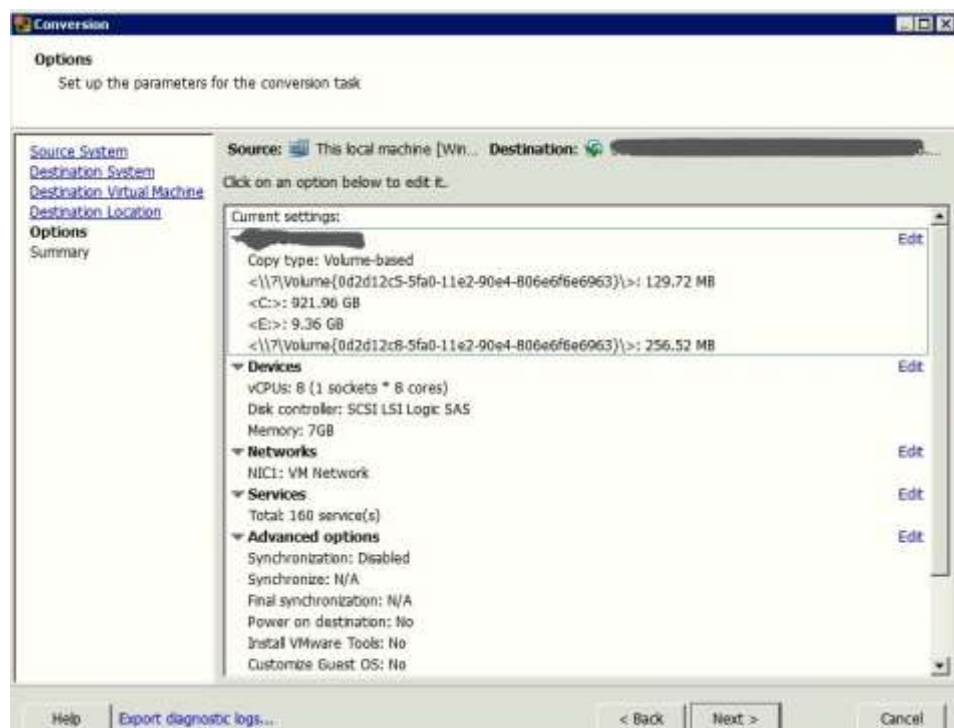 Conversion
Options
Set up the parameters for the conversion task
Source System
Destination System
Destination Virtual Machine
Destination Location
Options
Summary
Source: This local machine [Win... Destination:
Click on an option below to edit it.
Current settings:
Edit
Copy type: Volume-based
<\\?\Volume{0d2d12c5-5fa0-11e2-90e4-806e6f6e6963}\>: 129.72 MB
<C:>: 921.96 GB
<E:>: 9.36 GB
<\\?\Volume{0d2d12c8-5fa0-11e2-90e4-806e6f6e6963}\>: 256.52 MB
Devices Edit
vCPUs: 8 (1 sockets * 8 cores)
Disk controller: SCSI LSI Logic SAS
Memory: 7GB
Networks Edit
NIC1: VM Network
Services Edit
Total: 160 service(s)
Advanced options Edit
Synchronization: Disabled
Synchronize: N/A
Final synchronization: N/A
Power on destination: No
Install VMware Tools: No
Customize Guest OS: No
Help Export diagnostic logs... < Back Next > Cancel